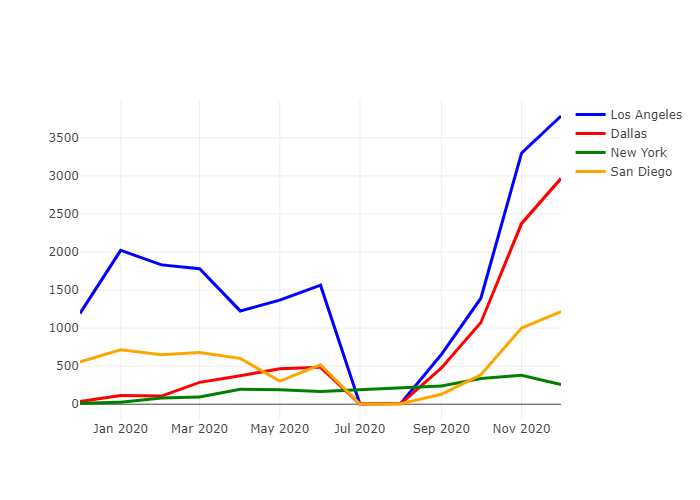 3500
3000
2500
2000
1500
1000
500
0
Jan 2020
Mar 2020
May 2020
Jul 2020
Sep 2020
Nov 2020
Los Angeles
Dallas
New York
San Diego